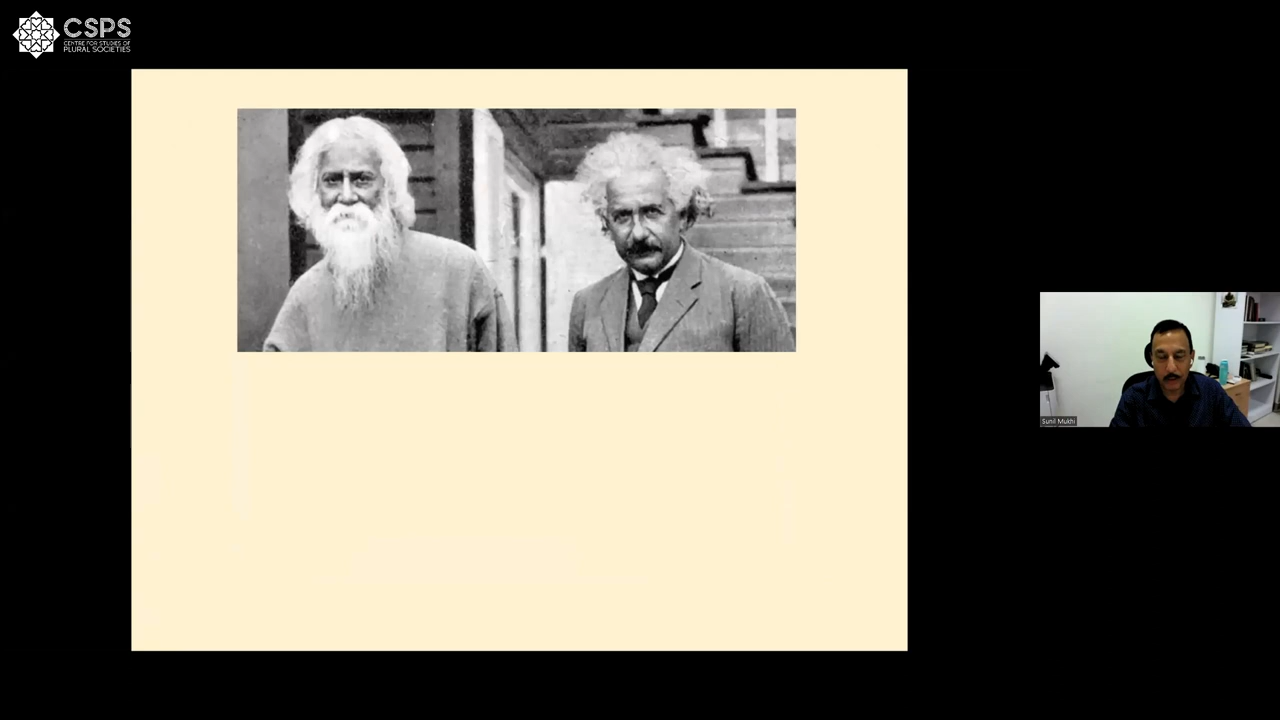 CSPS
CENTRE FOR STUDIES OF
PLURAL SOCIETIES
Sunil Mukhi